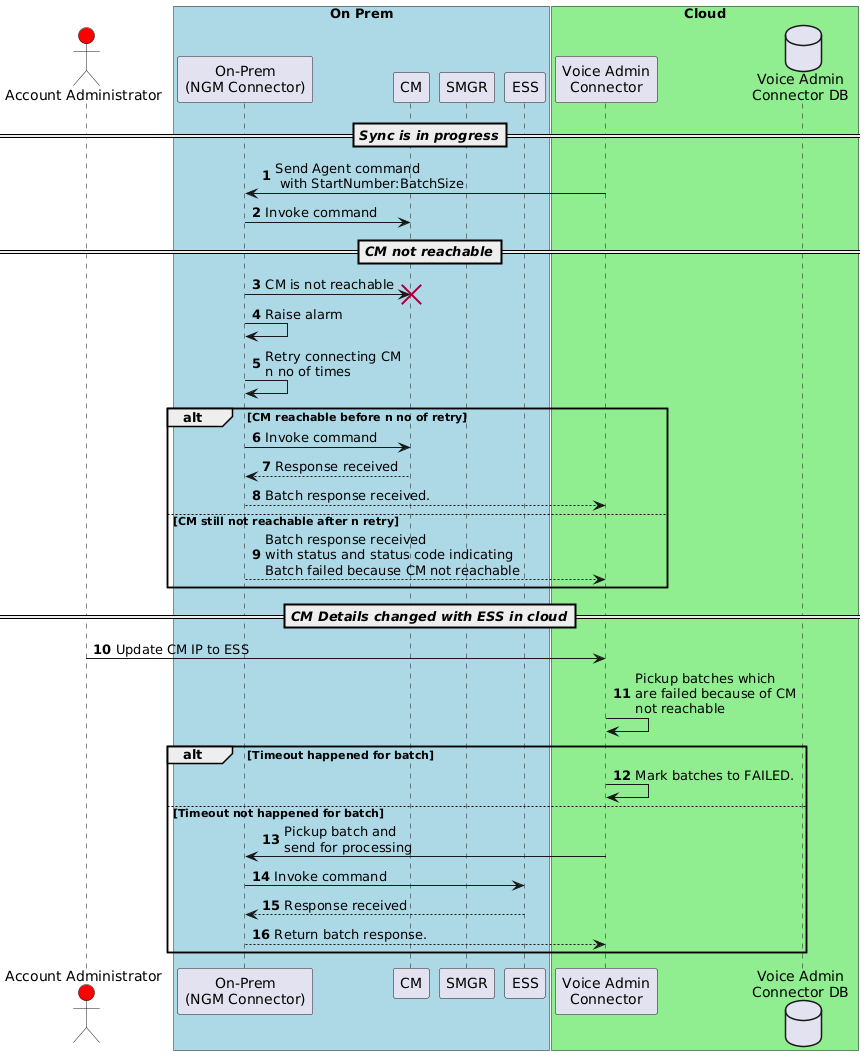 On Prem
Cloud
Account Administrator
On-Prem
(NGM Connector)
CM
SMGR
ESS
Voice Admin
Connector
Voice Admin
Connector DB
Sync is in progress
1 Send Agent command
with StartNumber:BatchSize
2 Invoke command
CM not reachable
3 CM is not reachable
4 Raise alarm
5 Retry connecting CM
n no of times
alt [CM reachable before n no of retry]
6 Invoke command
7 Response received
8 Batch response received.
[CM still not reachable after n retry]
Batch response received
9 with status and status code indicating
Batch failed because CM not reachable
CM Details changed with ESS in cloud
10 Update CM IP to ESS
Pickup batches which
11 are failed because of CM
not reachable
alt [Timeout happened for batch]
12 Mark batches to FAILED.
[Timeout not happened for batch]
13 Pickup batch and
send for processing
14 Invoke command
15 Response received
16 Return batch response.
Account Administrator
On-Prem
(NGM Connector)
CM
SMGR
ESS
Voice Admin
Connector
Voice Admin
Connector DB